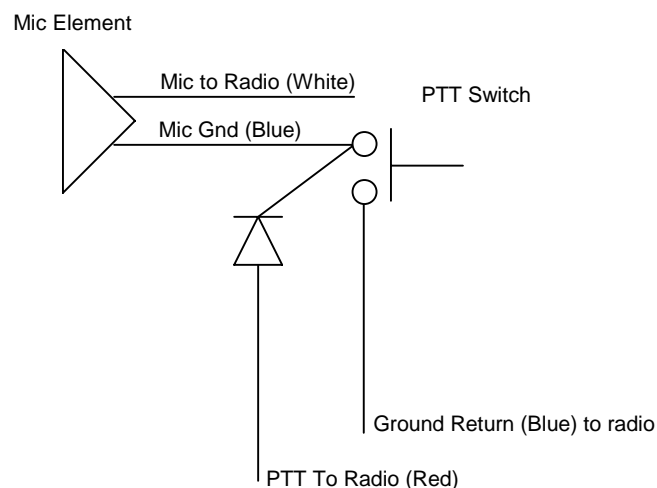 Mic Element
Mic to Radio (White)
PTT Switch
Mic Gnd (Blue)
Ground Return (Blue) to radio
PTT To Radio (Red)